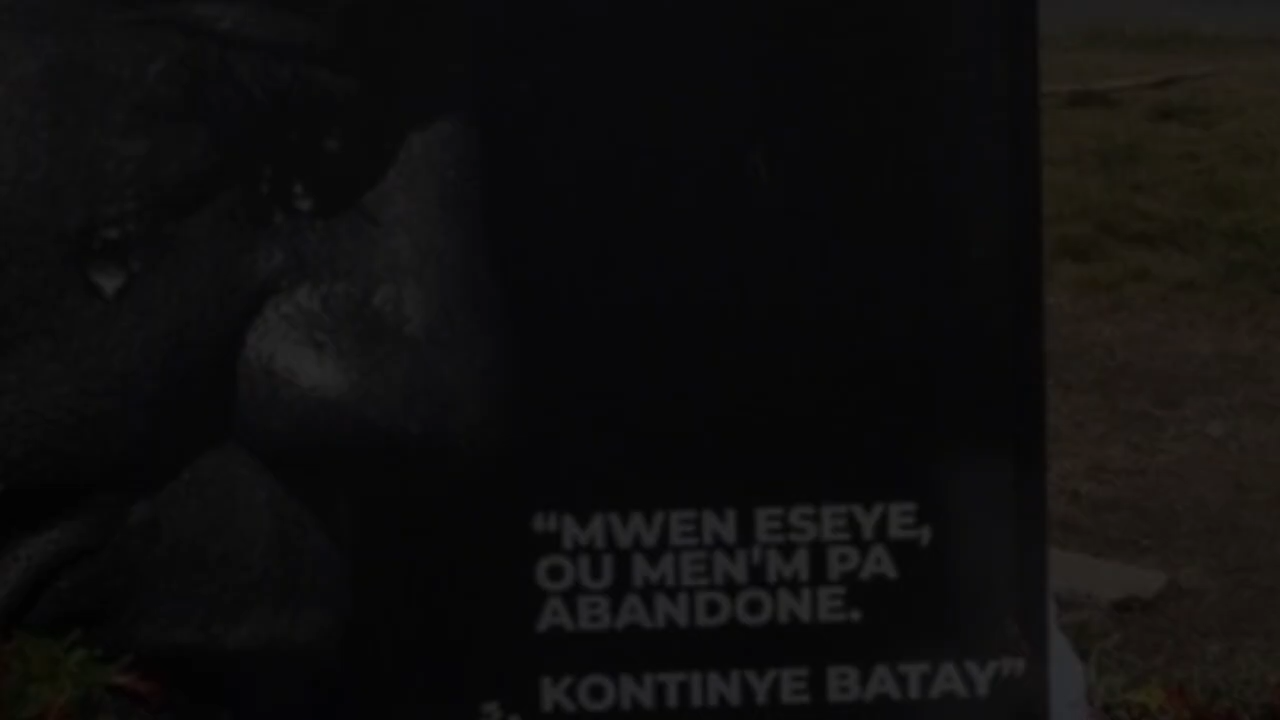 “MWEN ESEYE,
OU MEN'M PA
ABANDONE.
KONTINYE BATAY”